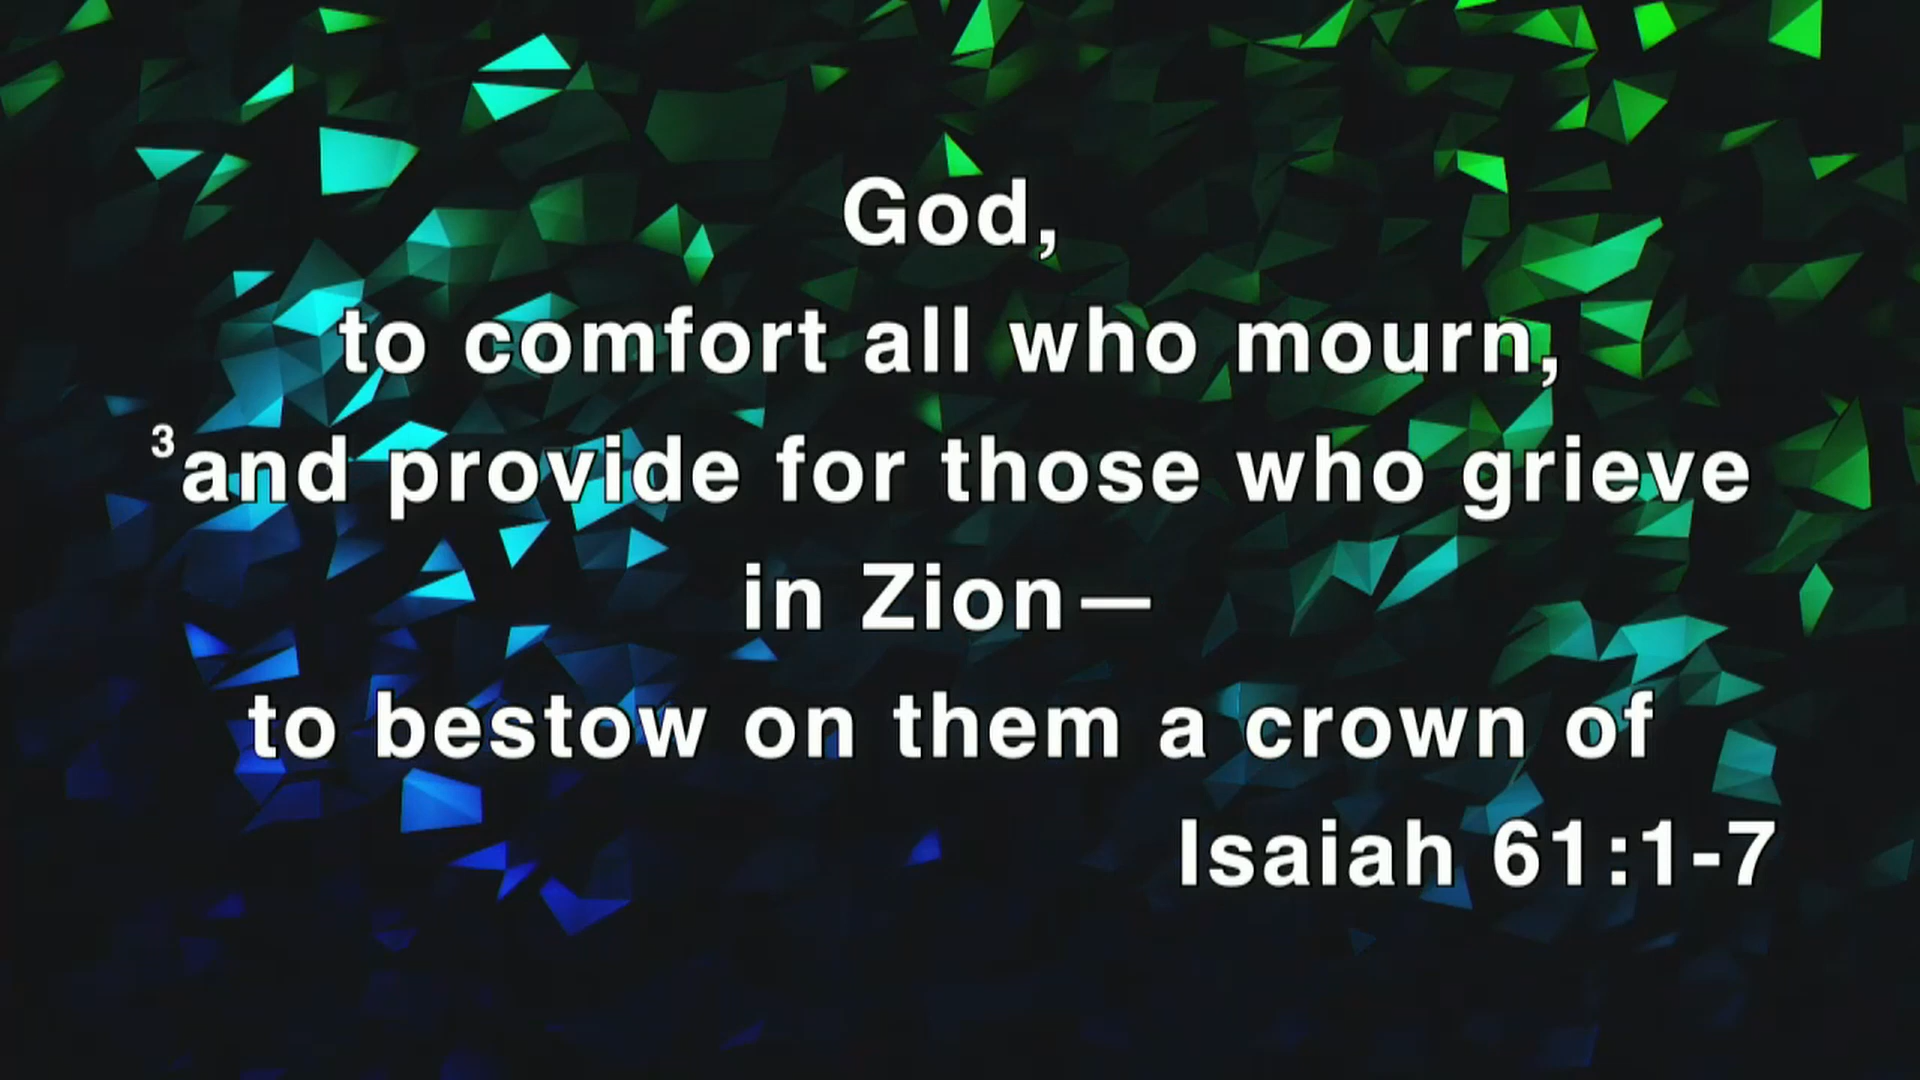 God,
to comfort all who mourn,
³and provide for those who grieve
in Zion—
to bestow on them a crown of
Isaiah 61:1-7